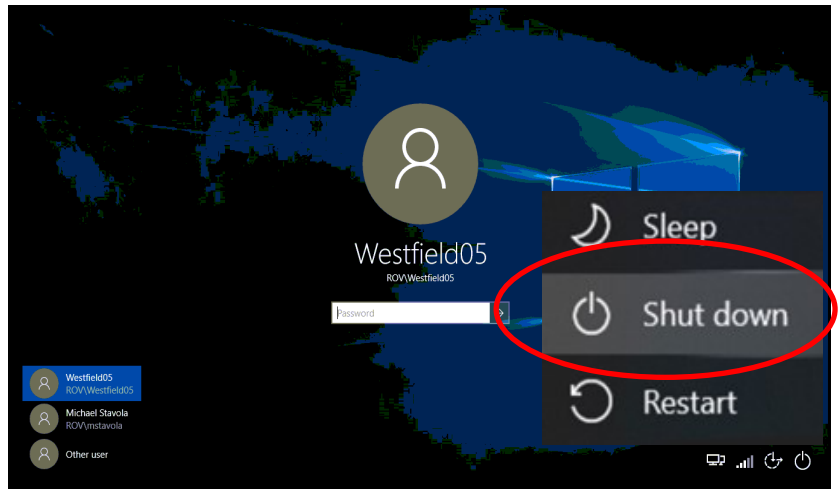 Westfield05
ROV\Westfield05
Password
Sleep
Shut down
Restart
Westfield05
ROV\Westfield05
Michael Stavola
ROV\mstavola
Other user